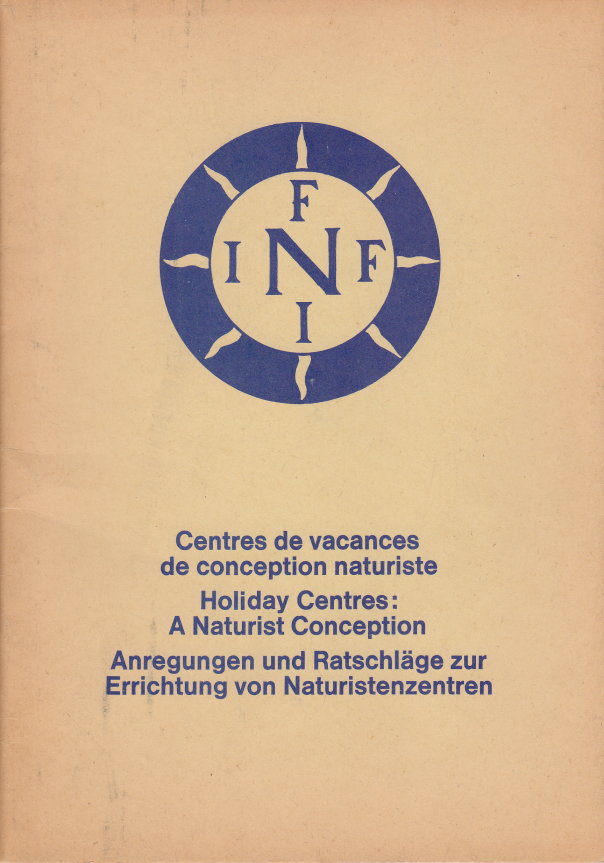 F
I N F
I
Centres de vacances
de conception naturiste
Holiday Centres:
A Naturist Conception
Anregungen und Ratschläge zur
Errichtung von Naturistenzentren